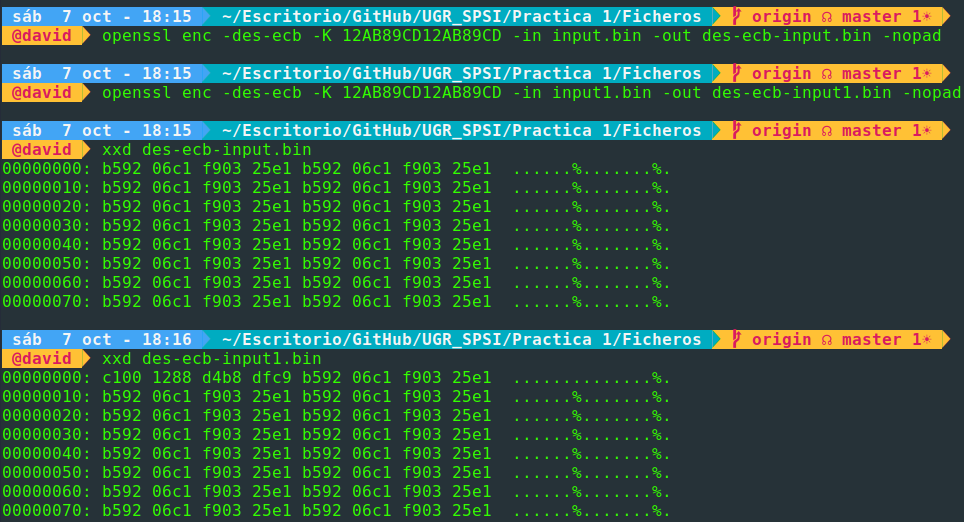 sáb  7 oct - 18:15 ~/Escritorio/GitHub/UGR_SPSI/Practica 1/Ficheros origin ☊ master 1☀
@david openssl enc -des-ecb -K 12AB89CD12AB89CD -in input.bin -out des-ecb-input.bin -nopad
sáb  7 oct - 18:15 ~/Escritorio/GitHub/UGR_SPSI/Practica 1/Ficheros origin ☊ master 1☀
@david openssl enc -des-ecb -K 12AB89CD12AB89CD -in input1.bin -out des-ecb-input1.bin -nopad
sáb  7 oct - 18:15 ~/Escritorio/GitHub/UGR_SPSI/Practica 1/Ficheros origin ☊ master 1☀
@david xxd des-ecb-input.bin
00000000: b592 06c1 f903 25e1 b592 06c1 f903 25e1  ......%.......%.
00000010: b592 06c1 f903 25e1 b592 06c1 f903 25e1  ......%.......%.
00000020: b592 06c1 f903 25e1 b592 06c1 f903 25e1  ......%.......%.
00000030: b592 06c1 f903 25e1 b592 06c1 f903 25e1  ......%.......%.
00000040: b592 06c1 f903 25e1 b592 06c1 f903 25e1  ......%.......%.
00000050: b592 06c1 f903 25e1 b592 06c1 f903 25e1  ......%.......%.
00000060: b592 06c1 f903 25e1 b592 06c1 f903 25e1  ......%.......%.
00000070: b592 06c1 f903 25e1 b592 06c1 f903 25e1  ......%.......%.
sáb  7 oct - 18:16 ~/Escritorio/GitHub/UGR_SPSI/Practica 1/Ficheros origin ☊ master 1☀
@david xxd des-ecb-input1.bin
00000000: c100 1288 d4b8 dfc9 b592 06c1 f903 25e1  ..............%.
00000010: b592 06c1 f903 25e1 b592 06c1 f903 25e1  ......%.......%.
00000020: b592 06c1 f903 25e1 b592 06c1 f903 25e1  ......%.......%.
00000030: b592 06c1 f903 25e1 b592 06c1 f903 25e1  ......%.......%.
00000040: b592 06c1 f903 25e1 b592 06c1 f903 25e1  ......%.......%.
00000050: b592 06c1 f903 25e1 b592 06c1 f903 25e1  ......%.......%.
00000060: b592 06c1 f903 25e1 b592 06c1 f903 25e1  ......%.......%.
00000070: b592 06c1 f903 25e1 b592 06c1 f903 25e1  ......%.......%.